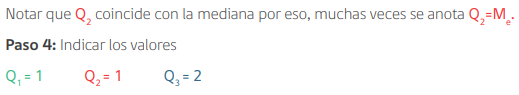 Notar que Q₂ coincide con la mediana por eso, muchas veces se anota Q₂=Mₑ.
Paso 4: Indicar los valores
Q₁ = 1 Q₂ = 1 Q₃ = 2